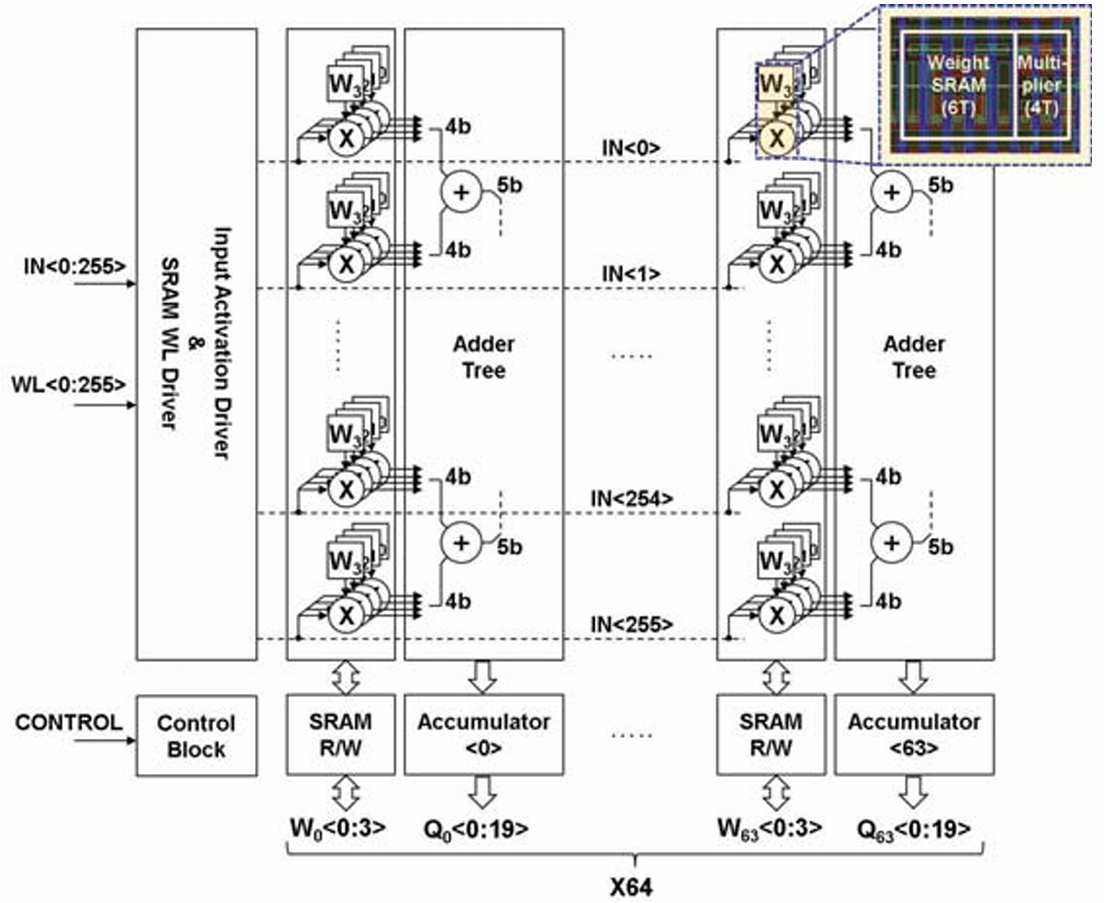 Weight
SRAM
(6T)
Multi-
plier
(4T)
W3
X
4b
IN<0>
W3
X
+
5b
+
5b
W3
W3
X
4b
X
4b
IN<0:255>
IN<1>
Input Activation Driver
&
SRAM WL Driver
Adder
Tree
Adder
Tree
WL<0:255>
W3
W3
X
4b
X
4b
IN<254>
+
5b
+
5b
W3
W3
X
4b
X
4b
IN<255>
CONTROL
Control
Block
SRAM
R/W
Accumulator
<0>
SRAM
R/W
Accumulator
<63>
W0<0:3>
Q0<0:19>
W63<0:3>
Q63<0:19>
X64